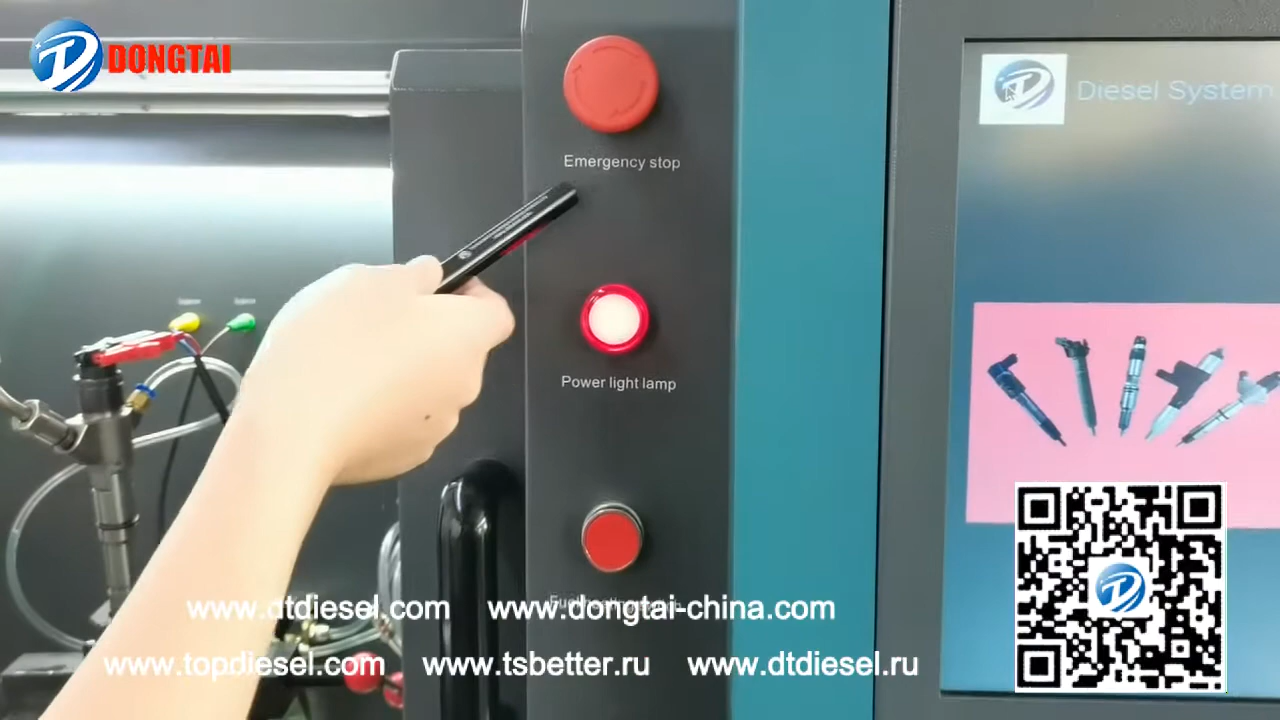 DONGTAI
Diesel System
Emergency stop
Power light lamp
www.dtdiesel.com www.dongtai-china.com
www.topdiesel.com www.tsbetter.ru www.dtdiesel.ru